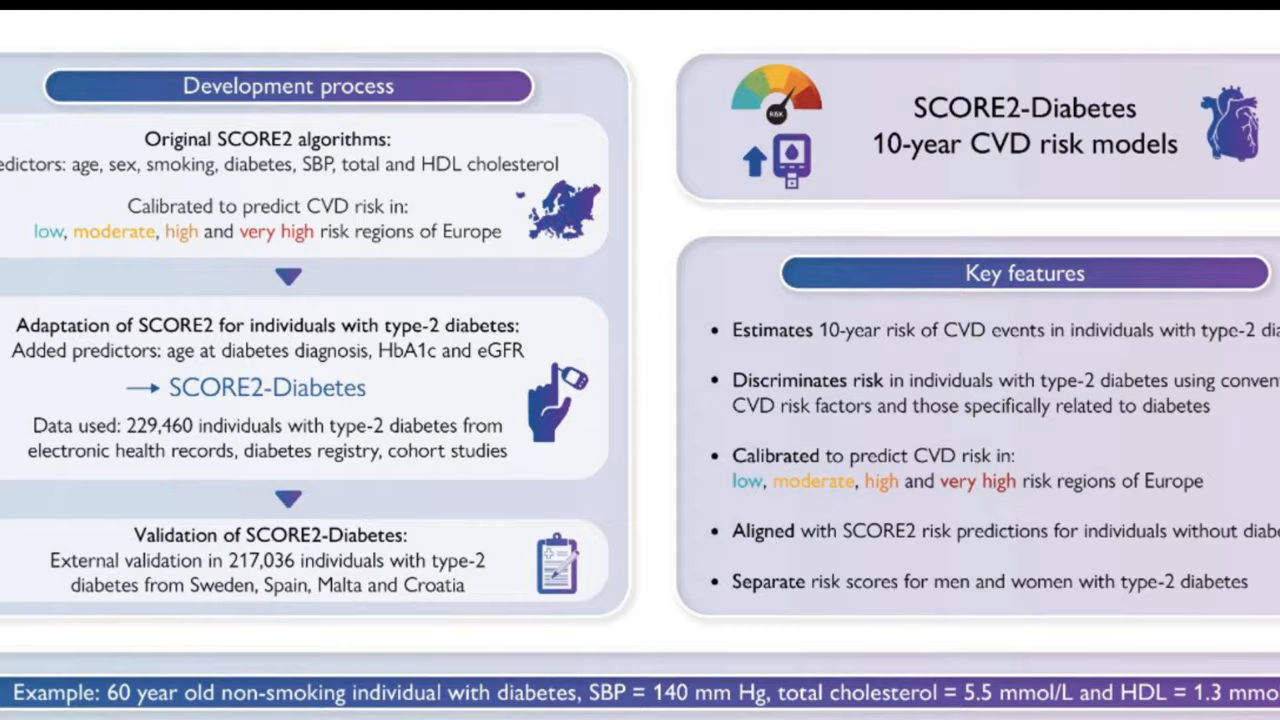 Development process
Original SCORE2 algorithms:
edictors: age, sex, smoking, diabetes, SBP, total and HDL cholesterol
Calibrated to predict CVD risk in:
low, moderate, high and very high risk regions of Europe
Adaptation of SCORE2 for individuals with type-2 diabetes:
Added predictors: age at diabetes diagnosis, HbA1c and eGFR
→ SCORE2-Diabetes
Data used: 229,460 individuals with type-2 diabetes from
electronic health records, diabetes registry, cohort studies
Validation of SCORE2-Diabetes:
External validation in 217,036 individuals with type-2
diabetes from Sweden, Spain, Malta and Croatia
RISK
SCORE2-Diabetes
10-year CVD risk models
Key features
• Estimates 10-year risk of CVD events in individuals with type-2 dia
• Discriminates risk in individuals with type-2 diabetes using convent
CVD risk factors and those specifically related to diabetes
• Calibrated to predict CVD risk in:
low, moderate, high and very high risk regions of Europe
• Aligned with SCORE2 risk predictions for individuals without diabe
• Separate risk scores for men and women with type-2 diabetes
Example: 60 year old non-smoking individual with diabetes, SBP = 140 mm Hg, total cholesterol = 5.5 mmol/L and HDL = 1.3 mmo